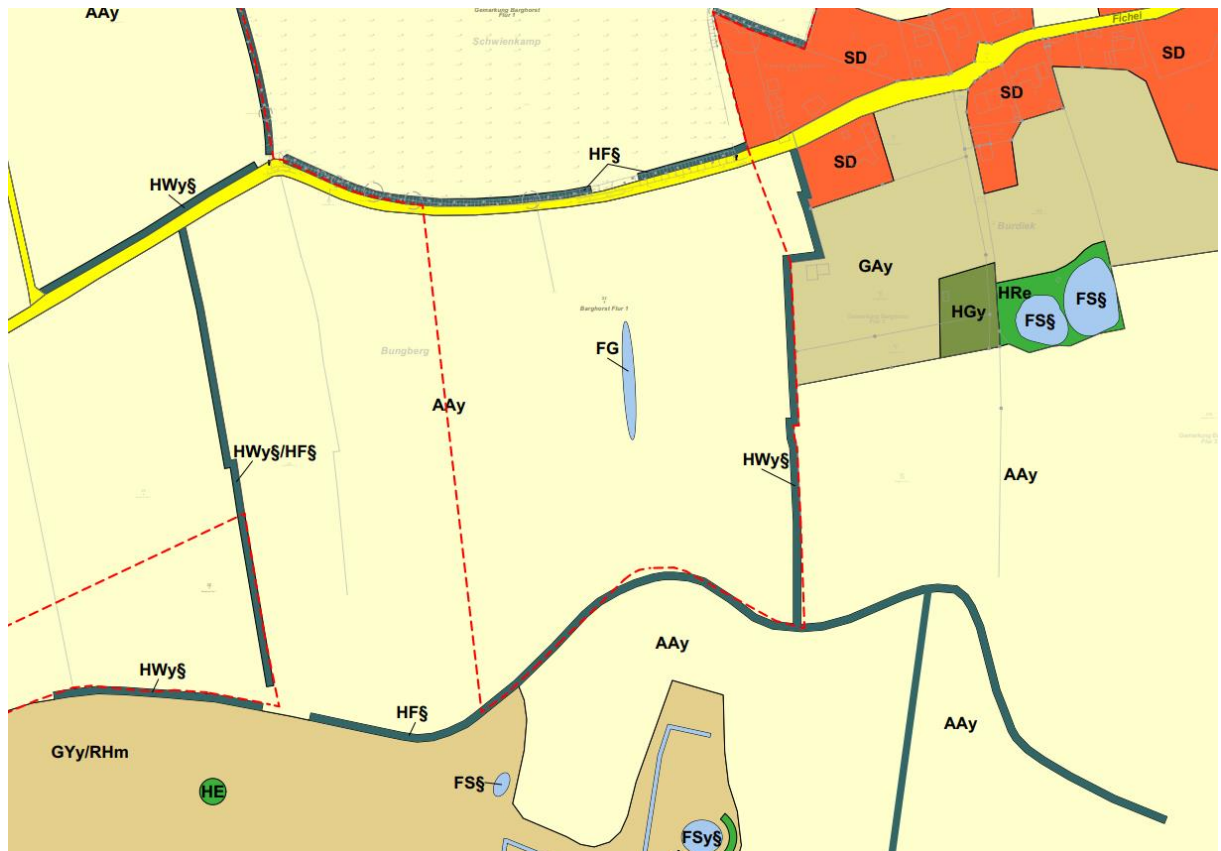 AAy
Gemarkung Barghorst
Flur 1
Schwienkamp
Fichel
SD
SD
SD
SD
HF§
HWy§
Burdiek
GAy
HRe
FS§
FS§
HGy
Barghorst Flur 1
Bungberg
FG
AAy
HWy§/HF§
HWy§
AAy
HWy§
AAy
HF§
AAy
GYy/RHm
HE
FS§
FSy§